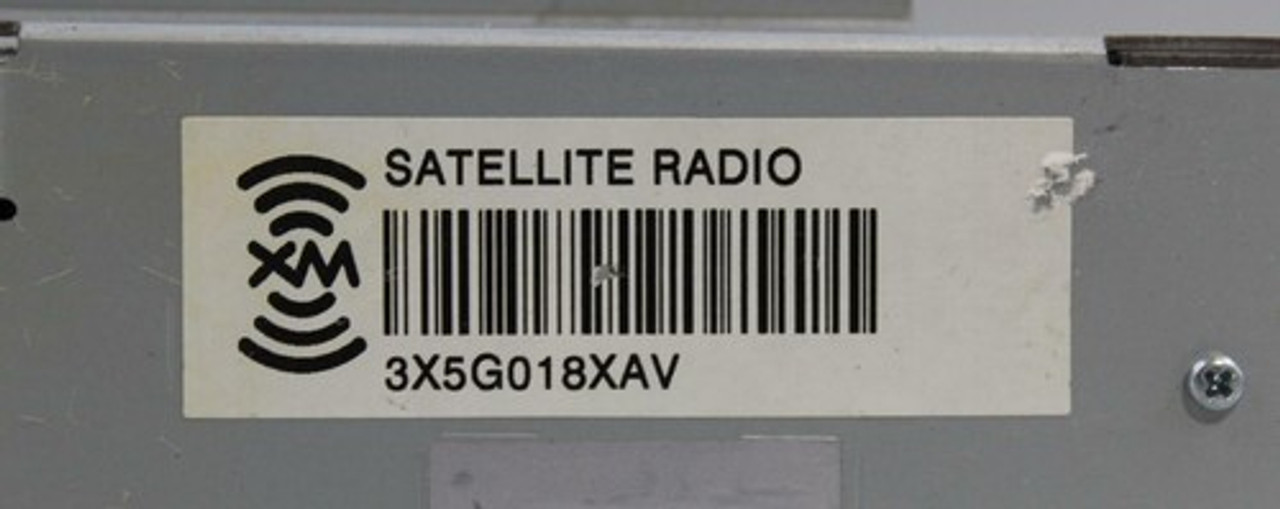 SATELLITE RADIO
XM
3X5G018XAV